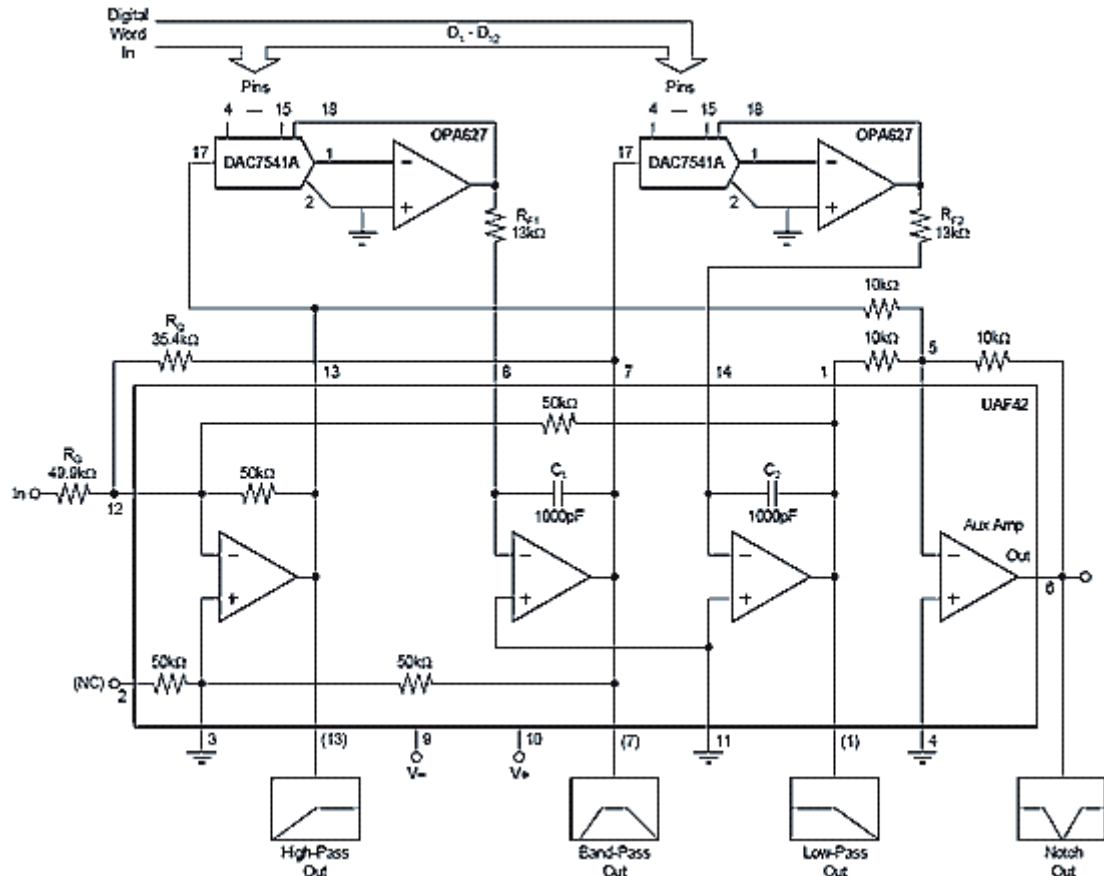 Digital
Word
In
D1 - D12
Pins
4 — 15 18
OPA627
17
DAC7541A
1
2
RF1
13kΩ
Pins
4 — 15 18
OPA627
17
DAC7541A
1
2
RF2
13kΩ
10kΩ
RQ
35.4kΩ
10kΩ
5
10kΩ
13
8
7
14
1
UAF42
50kΩ
RG
49.9kΩ
In
12
50kΩ
C1
1000pF
C2
1000pF
Aux Amp
Out
6
50kΩ
(NC)
2
50kΩ
3
(13)
9
V-
10
V+
(7)
11
(1)
4
High-Pass
Out
Band-Pass
Out
Low-Pass
Out
Notch
Out